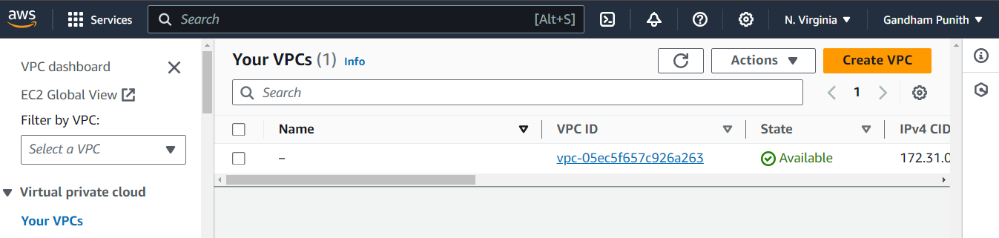 aws Services Search [Alt+S] N. Virginia Gandham Punith
VPC dashboard
EC2 Global View
Filter by VPC:
Select a VPC
Virtual private cloud
Your VPCs
Your VPCs (1) Info Actions Create VPC
Search 1
Name VPC ID State IPv4 CID
– vpc-05ec5f657c926a263 Available 172.31.0